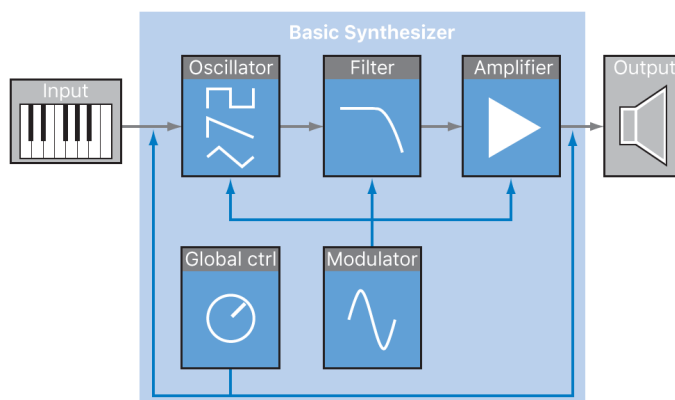 Basic Synthesizer
Input
Oscillator
Filter
Amplifier
Output
Global ctrl
Modulator